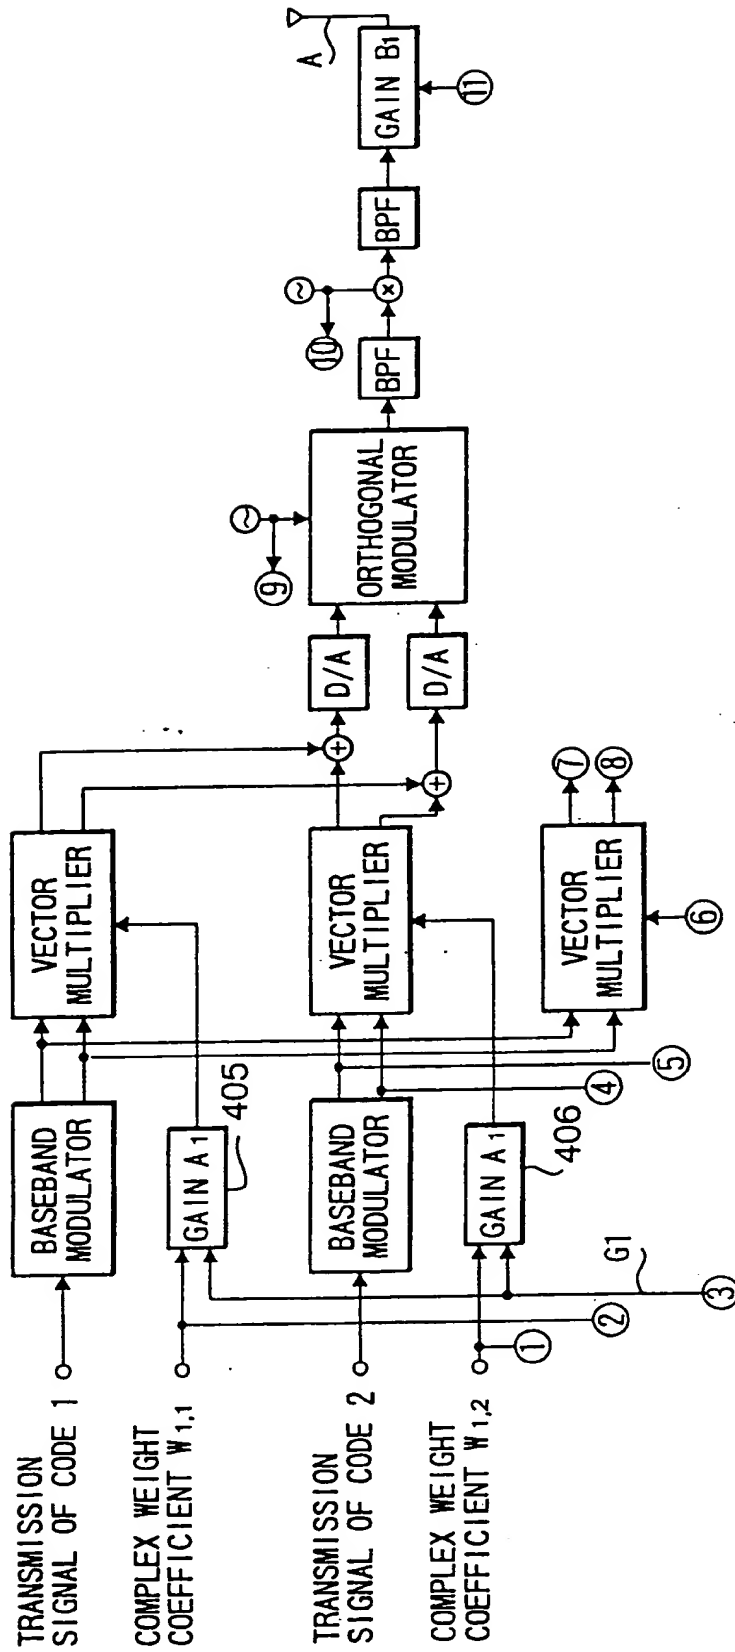 TRANSMISSION
SIGNAL OF CODE 1
BASEBAND
MODULATOR
VECTOR
MULTIPLIER
COMPLEX WEIGHT
COEFFICIENT W1,1
GAIN A1
405
TRANSMISSION
SIGNAL OF CODE 2
BASEBAND
MODULATOR
VECTOR
MULTIPLIER
COMPLEX WEIGHT
COEFFICIENT W1,2
GAIN A1
406
G1
①
②
③
④
⑤
VECTOR
MULTIPLIER
⑥
⑦
⑧
D/A
D/A
⑨
ORTHOGONAL
MODULATOR
BPF
⑩
BPF
GAIN B1
⑪
A